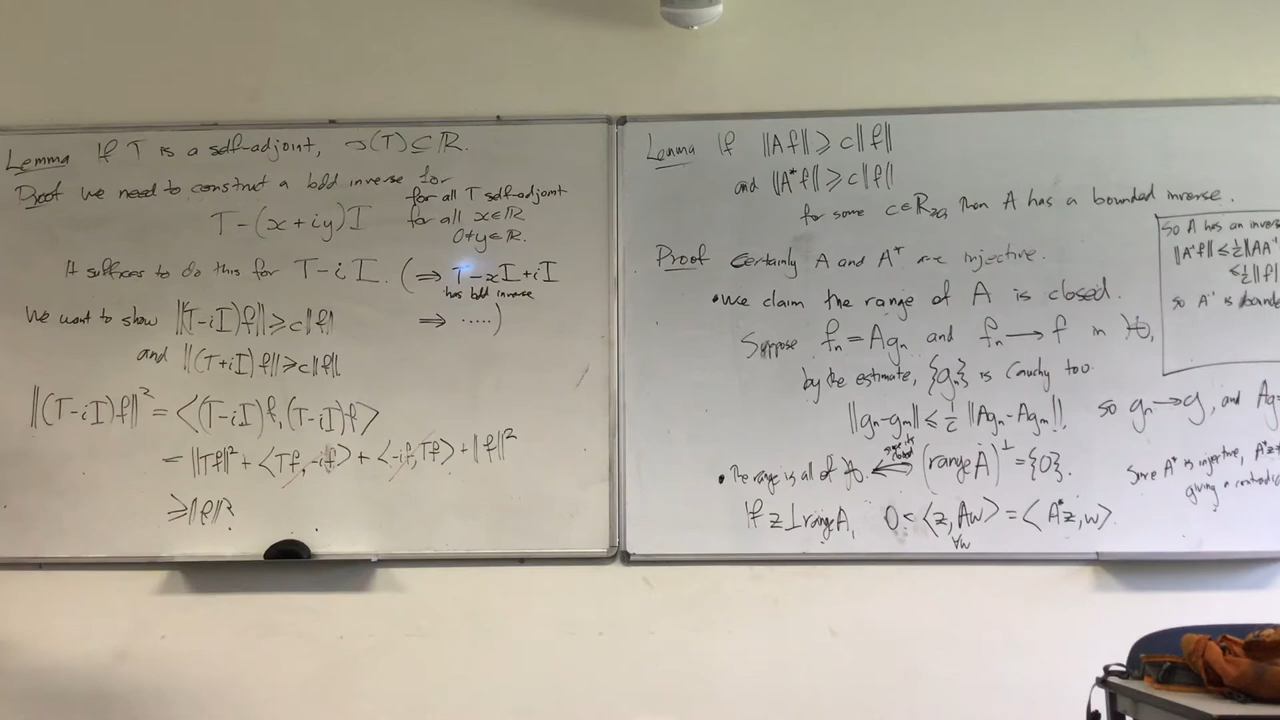 Lemma If T is a self-adjoint, σ(T) ⊆ ℝ.
Proof We need to construct a bdd inverse for
T-(x+iy)I
for all T self-adjoint
for all x∈ℝ
0≠y∈ℝ.
It suffices to do this for T-iI. (⇒ T-xI+iI
has bdd inverse
⇒ .....)
We want to show ||(T-iI)f||≥c||f||
and ||(T+iI)f||≥c||f||.
||(T-iI)f||² = ⟨(T-iI)f,(T-iI)f⟩
= ||Tf||² + ⟨Tf,-if⟩ + ⟨-if,Tf⟩ + ||f||²
≥||f||²
Lemma If ||Af||≥c||f||
and ||A*f||≥c||f||
for some c∈ℝ>0, then A has a bounded inverse.
Proof Certainly A and A* are injective.
• We claim the range of A is closed.
Suppose fₙ=Agₙ and fₙ→f in ℋ,
by the estimate, {gₙ} is Cauchy too.
||gₙ-gₘ|| ≤ 1/c ||Agₙ-Agₘ||,
so gₙ→g, and Ag=
• The range is all of ℋ. ⟸ (range A)^⊥={0}.
since its closed
If z⊥range A, 0=⟨z,Aw⟩=⟨A*z,w⟩.
∀w
Since A* is injective, A*z≠
giving a
So A has an
||A⁻¹f||≤1/c||AA⁻¹
≤1/c||f||
so A⁻¹ is